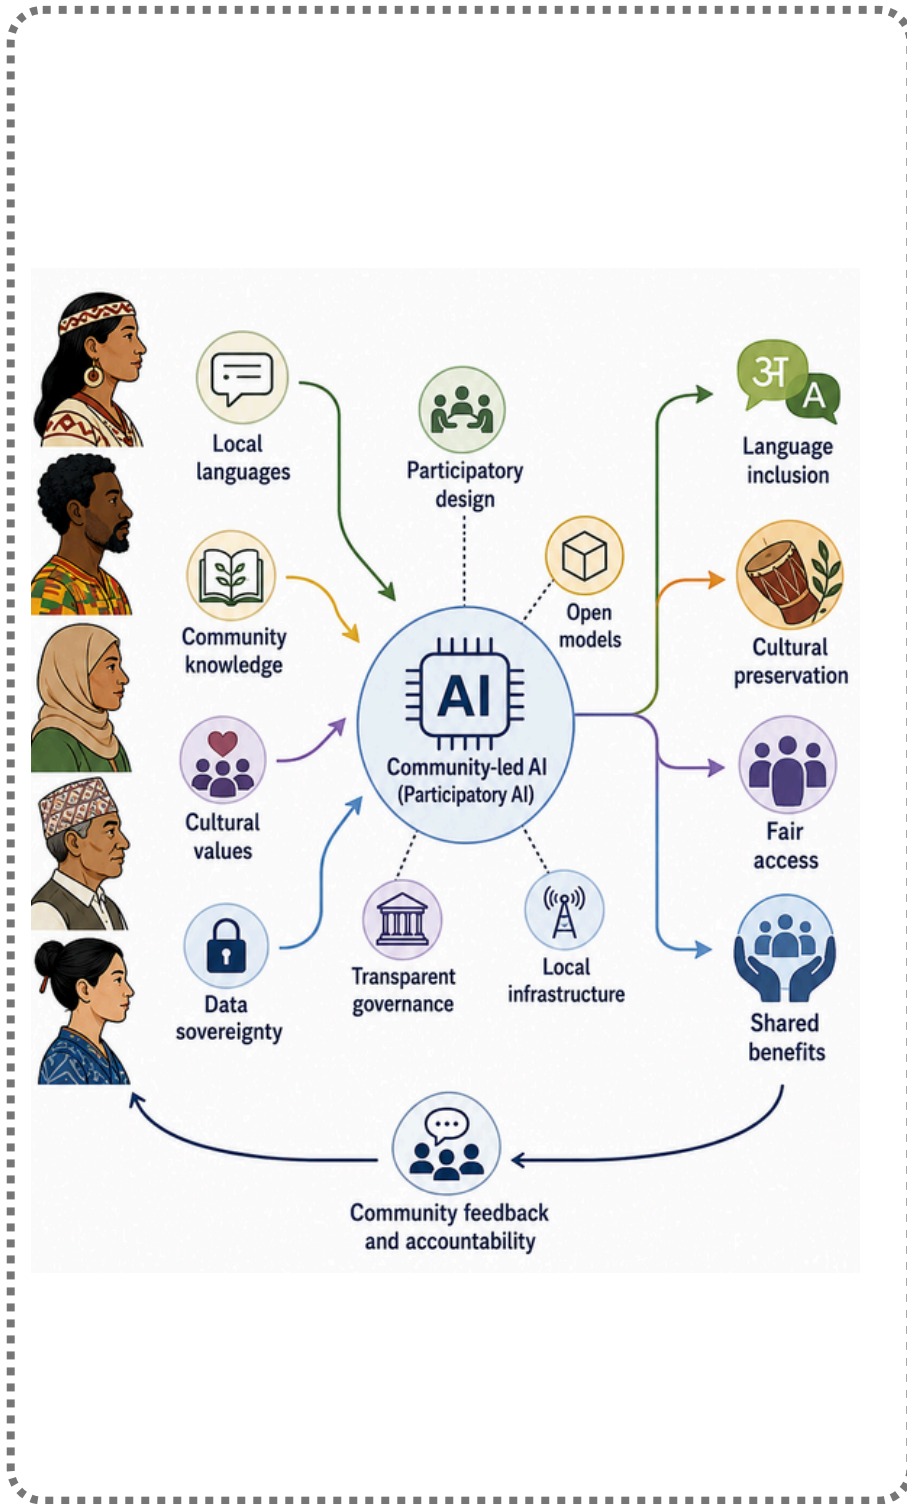 Local
languages
Participatory
design
अ
A
Language
inclusion
Community
knowledge
Open
models
Cultural
preservation
AI
Community-led AI
(Participatory AI)
Cultural
values
Fair
access
Data
sovereignty
Transparent
governance
Local
infrastructure
Shared
benefits
Community feedback
and accountability